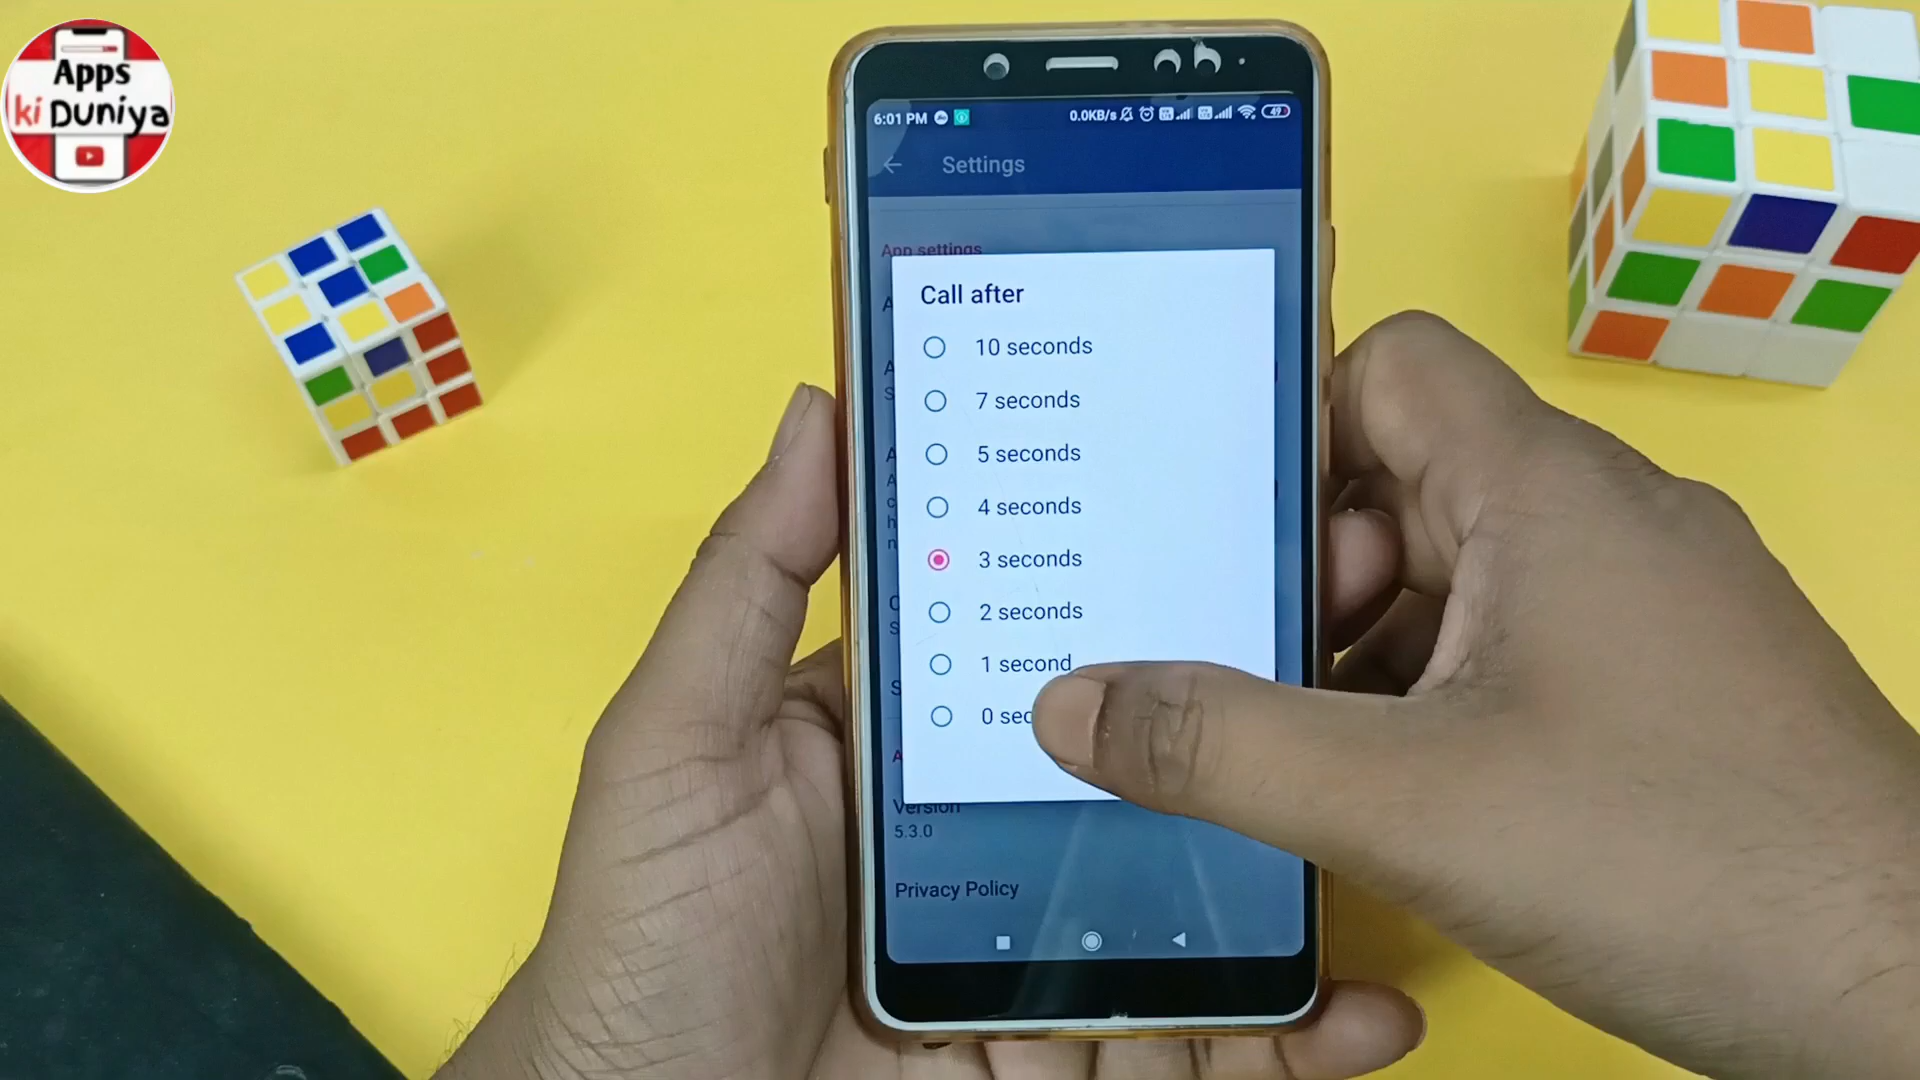 Apps
ki Duniya
6:01 PM
0.0KB/s
49
Settings
App settings
Call after
10 seconds
7 seconds
5 seconds
4 seconds
3 seconds
2 seconds
1 second
0 sec
Version
5.3.0
Privacy Policy